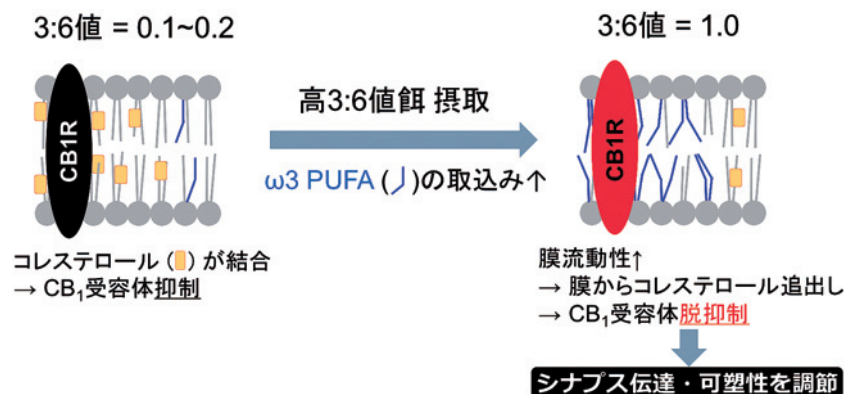 3:6値 = 0.1~0.2
3:6値 = 1.0
高3:6値餌 摂取
ω3 PUFA ( )の取込み↑
CB1R
CB1R
コレステロール ( ) が結合
→ CB₁受容体抑制
膜流動性↑
→ 膜からコレステロール追出し
→ CB₁受容体脱抑制
シナプス伝達・可塑性を調節